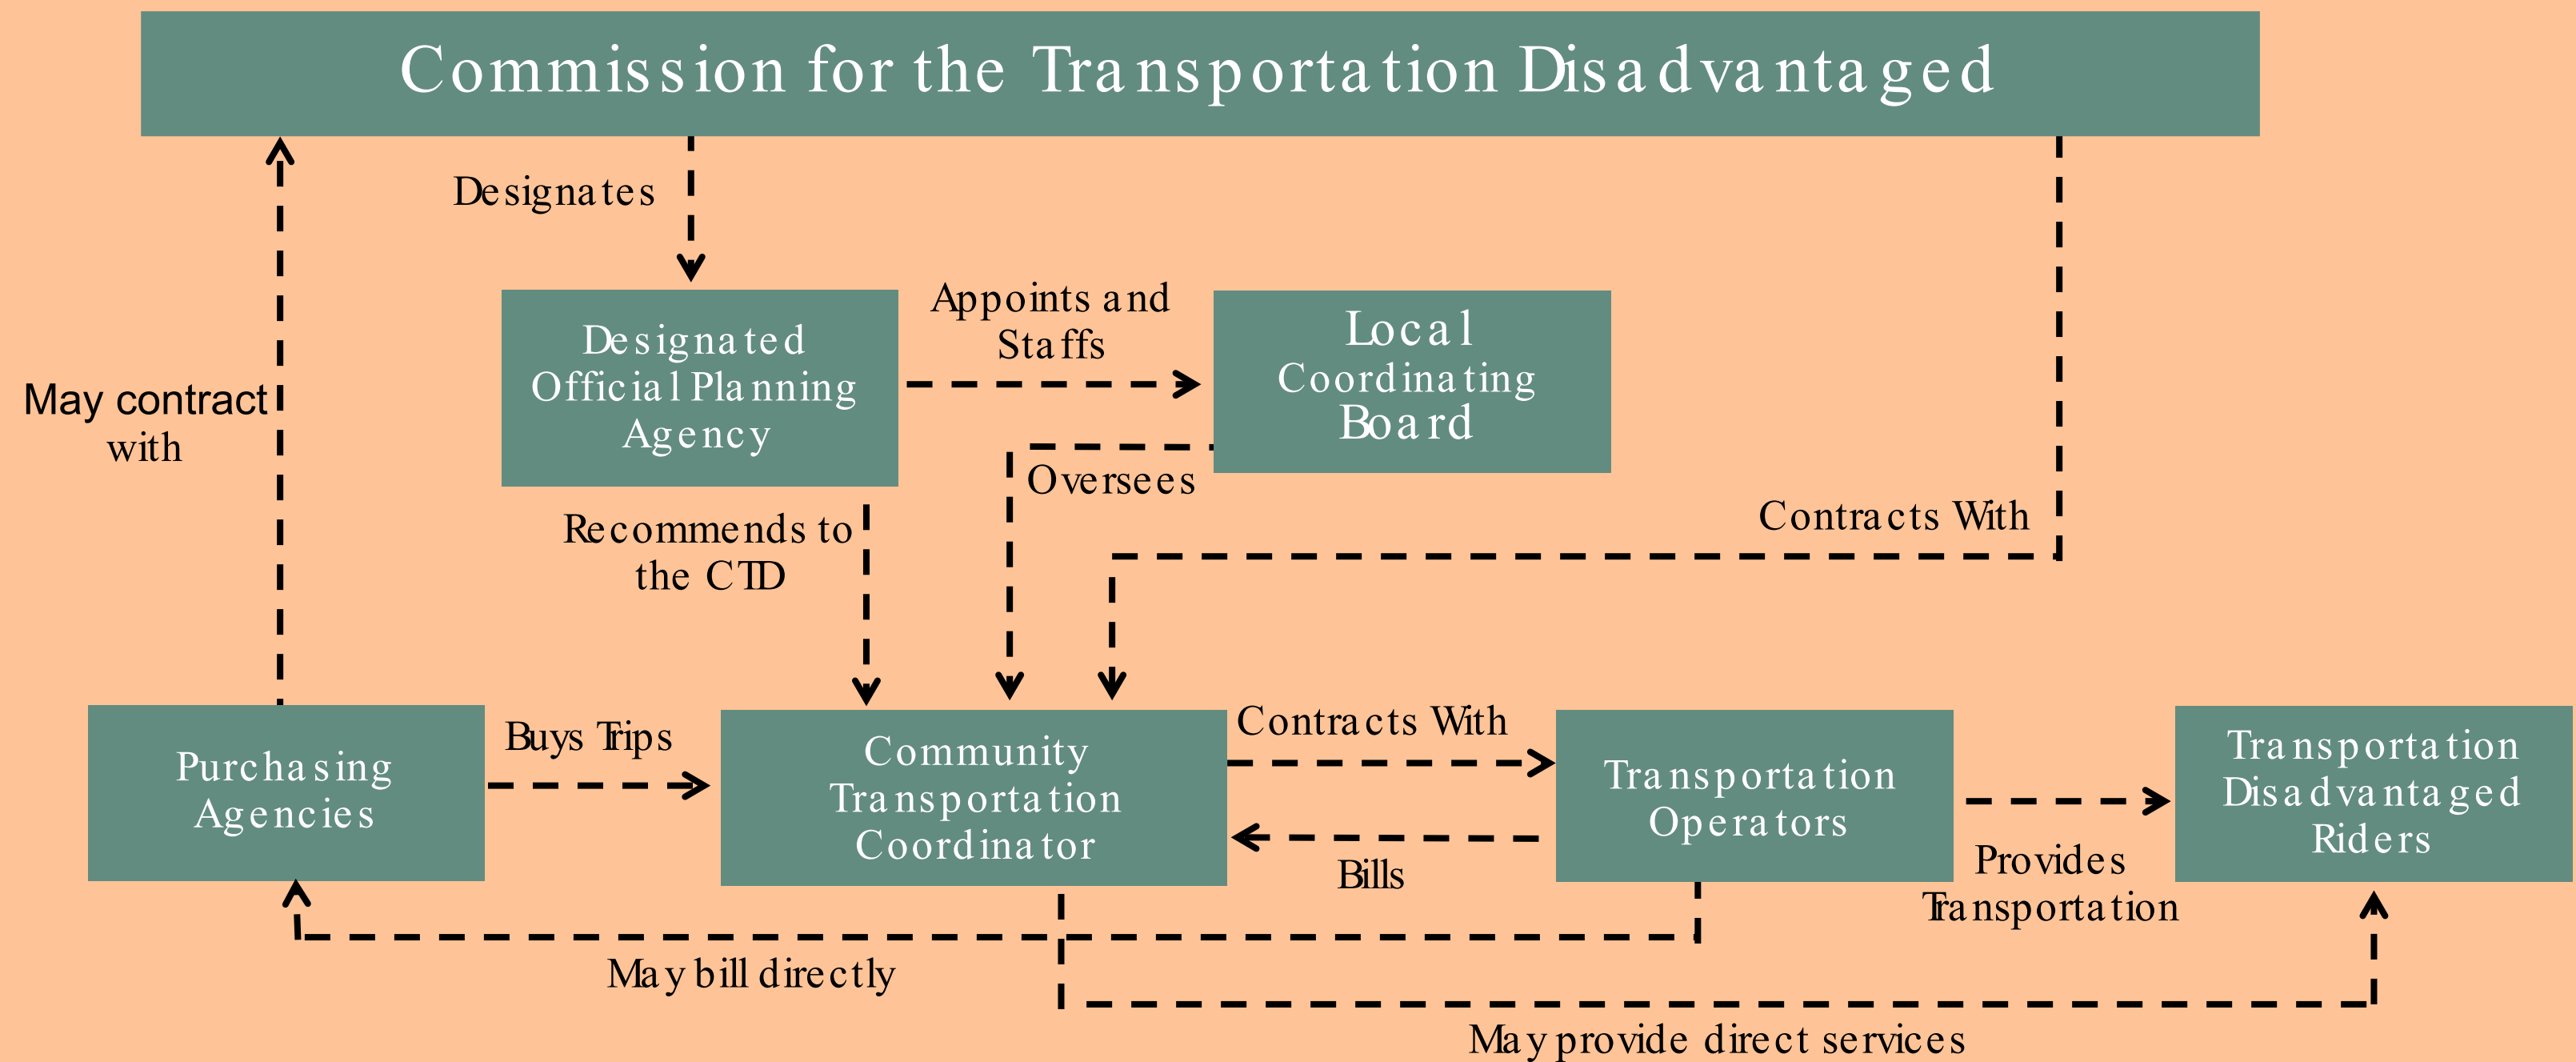 Commission for the Transportation Disadvantaged
Designates
May contract
with
Designated
Official Planning
Agency
Appoints and
Staffs
Local
Coordinating
Board
Oversees
Recommends to
the CTD
Contracts With
Purchasing
Agencies
Buys Trips
Community
Transportation
Coordinator
Contracts With
Bills
Transportation
Operators
Provides
Transportation
Transportation
Disadvantaged
Riders
May bill directly
May provide direct services